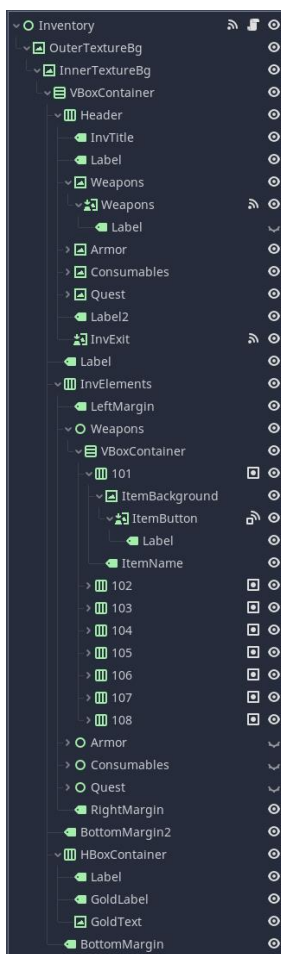 Inventory
OuterTextureBg
InnerTextureBg
VBoxContainer
Header
InvTitle
Label
Weapons
Weapons
Label
Armor
Consumables
Quest
Label2
InvExit
Label
InvElements
LeftMargin
Weapons
VBoxContainer
101
ItemBackground
ItemButton
Label
ItemName
102
103
104
105
106
107
108
Armor
Consumables
Quest
RightMargin
BottomMargin2
HBoxContainer
Label
GoldLabel
GoldText
BottomMargin